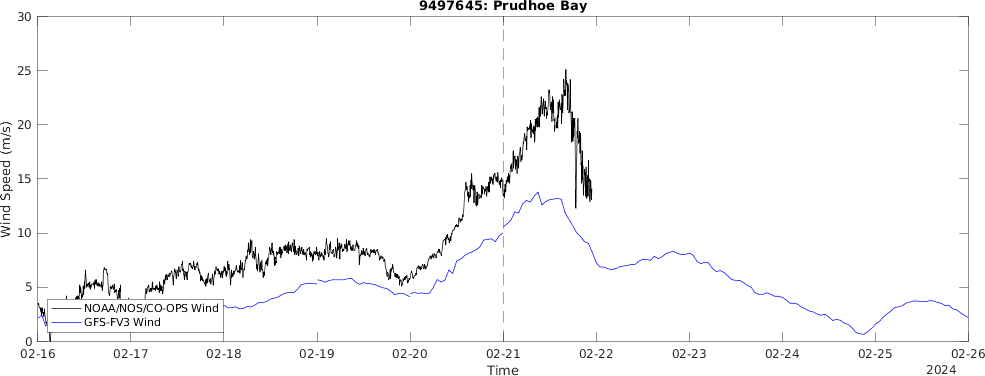 9497645: Prudhoe Bay
30
25
20
15
10
5
0
Wind Speed (m/s)
NOAA/NOS/CO-OPS Wind
GFS-FV3 Wind
02-16 02-17 02-18 02-19 02-20 02-21 02-22 02-23 02-24 02-25 02-26
Time
2024